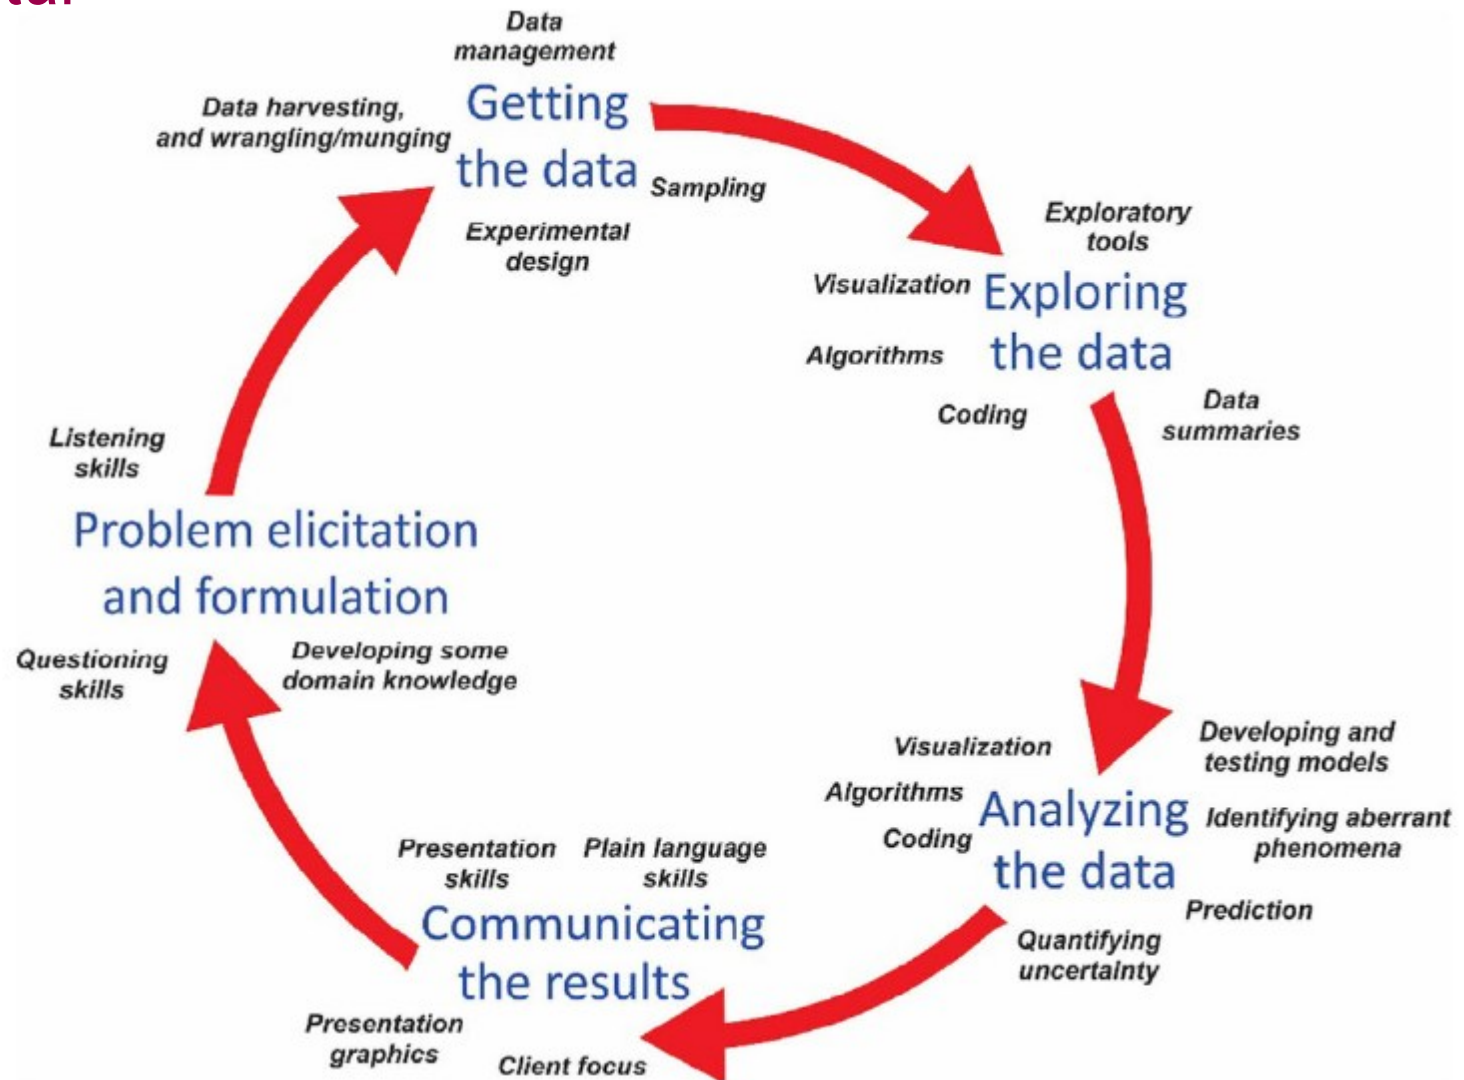 Data
management
Getting
the data
Data harvesting,
and wrangling/munging
Sampling
Experimental
design
Exploratory
tools
Visualization
Exploring
the data
Algorithms
Coding
Data
summaries
Listening
skills
Problem elicitation
and formulation
Questioning
skills
Developing some
domain knowledge
Visualization
Developing and
testing models
Algorithms
Analyzing
the data
Coding
Identifying aberrant
phenomena
Prediction
Quantifying
uncertainty
Presentation
skills
Plain language
skills
Communicating
the results
Presentation
graphics
Client focus